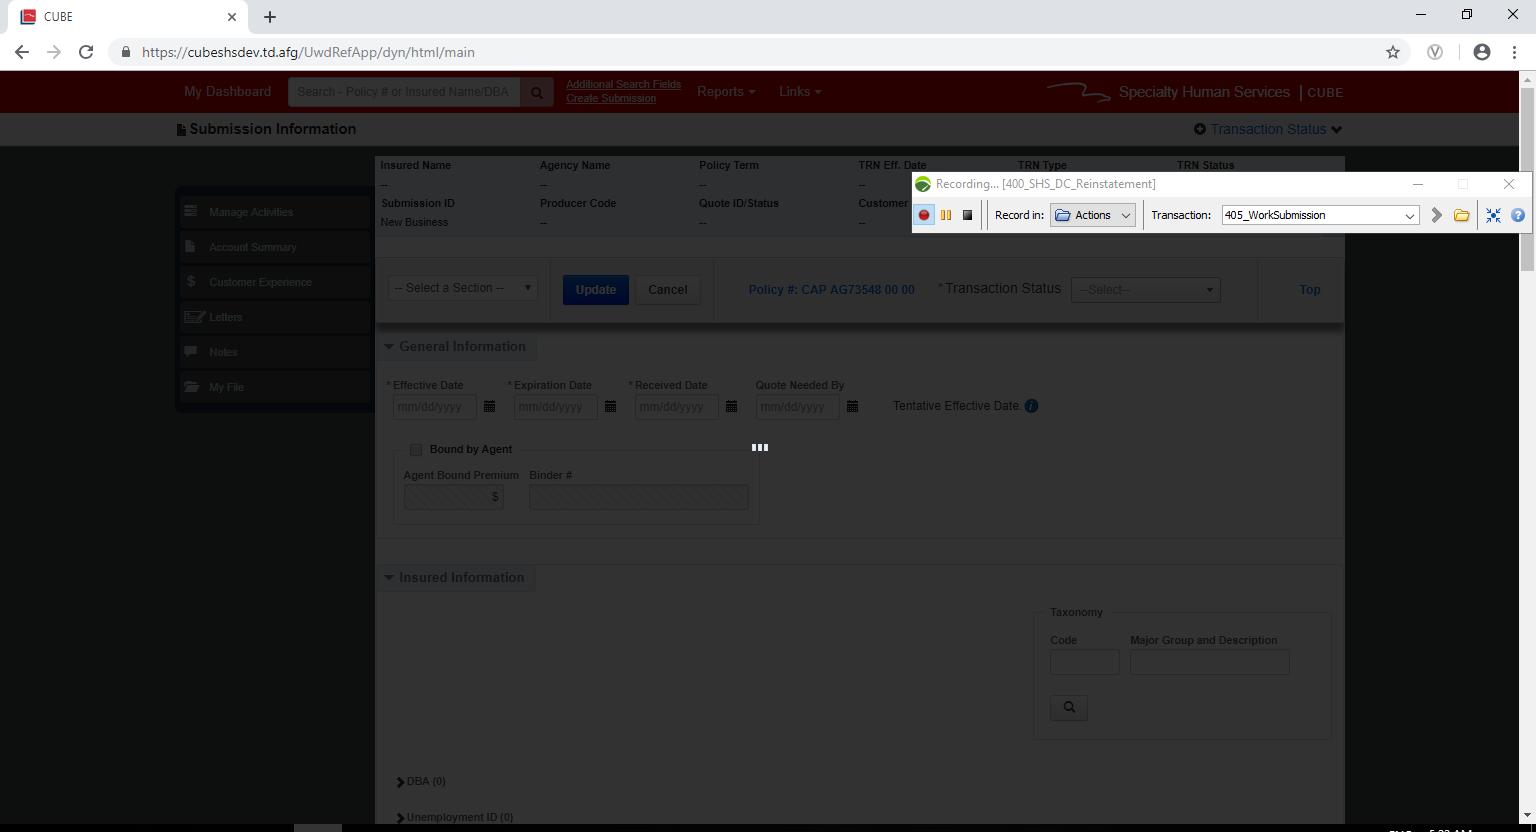 CUBE
https://cubeshsdev.td.afg/UwdRefApp/dyn/html/main
My Dashboard
Search - Policy # or Insured Name/DBA
Additional Search Fields
Create Submission
Reports
Links
Specialty Human Services | CUBE
Submission Information
Transaction Status
Insured Name Agency Name Policy Term TRN Eff. Date TRN Type TRN Status
-- -- -- --
Recording... [400_SHS_DC_Reinstatement]
Submission ID Producer Code Quote ID/Status Customer
New Business -- -- --
Record in: Actions Transaction: 405_WorkSubmission
Manage Activities
Account Summary
Customer Experience
Letters
Notes
My File
-- Select a Section --
Update
Cancel
Policy #: CAP AG73548 00 00
*Transaction Status
--Select--
Top
General Information
*Effective Date *Expiration Date *Received Date Quote Needed By
mm/dd/yyyy mm/dd/yyyy mm/dd/yyyy mm/dd/yyyy
Tentative Effective Date
Bound by Agent
Agent Bound Premium Binder #
$
Insured Information
Taxonomy
Code Major Group and Description
DBA (0)
Unemployment ID (0)